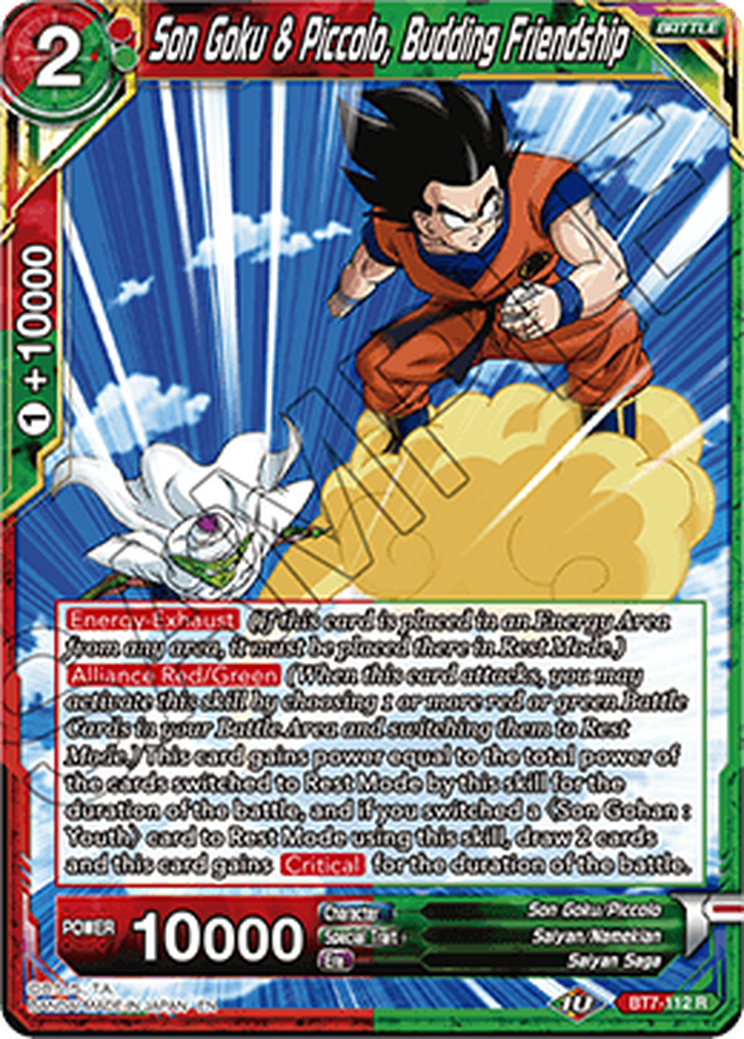 2
Son Goku & Piccolo, Budding Friendship
BATTLE
1 +10000
Energy-Exhaust (If this card is placed in an Energy Area
from any area, it must be placed there in Rest Mode.)
Alliance Red/Green (When this card attacks, you may
activate this skill by choosing 1 or more red or green Battle
Cards in your Battle Area and switching them to Rest
Mode.) This card gains power equal to the total power of
the cards switched to Rest Mode by this skill for the
duration of the battle, and if you switched a 《Son Gohan :
Youth》 card to Rest Mode using this skill, draw 2 cards
and this card gains Critical for the duration of the battle.
POWER 10000
Character Son Goku/Piccolo
Special Trait Saiyan/Namekian
Era Saiyan Saga
MADE IN JAPAN EN
IU
BT7-112 R